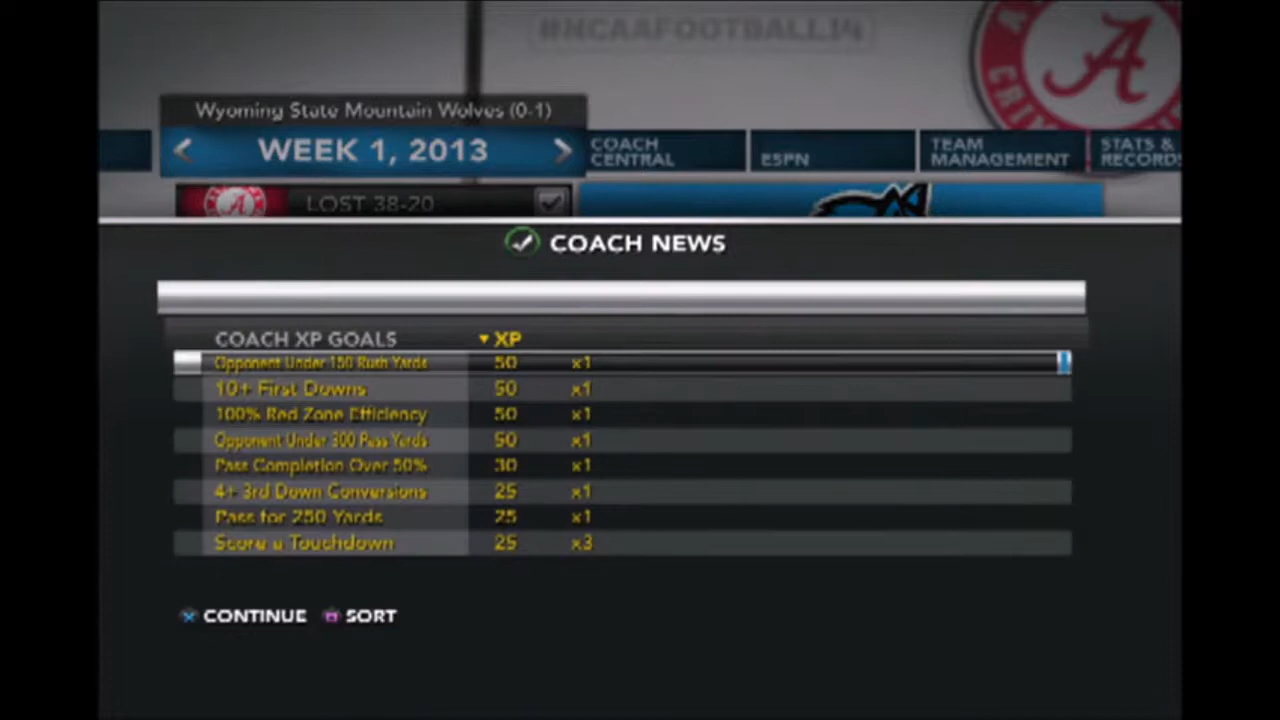 #NCAAFOOTBALL14
Wyoming State Mountain Wolves (0-1)
WEEK 1, 2013
COACH CENTRAL
ESPN
TEAM MANAGEMENT
STATS & RECORDS
A
LOST 38-20
COACH NEWS
COACH XP GOALS XP
Opponent Under 150 Rush Yards 50 x1
10+ First Downs 50 x1
100% Red Zone Efficiency 50 x1
Opponent Under 300 Pass Yards 50 x1
Pass Completion Over 50% 30 x1
4+ 3rd Down Conversions 25 x1
Pass for 250 Yards 25 x1
Score a Touchdown 25 x3
CONTINUE SORT